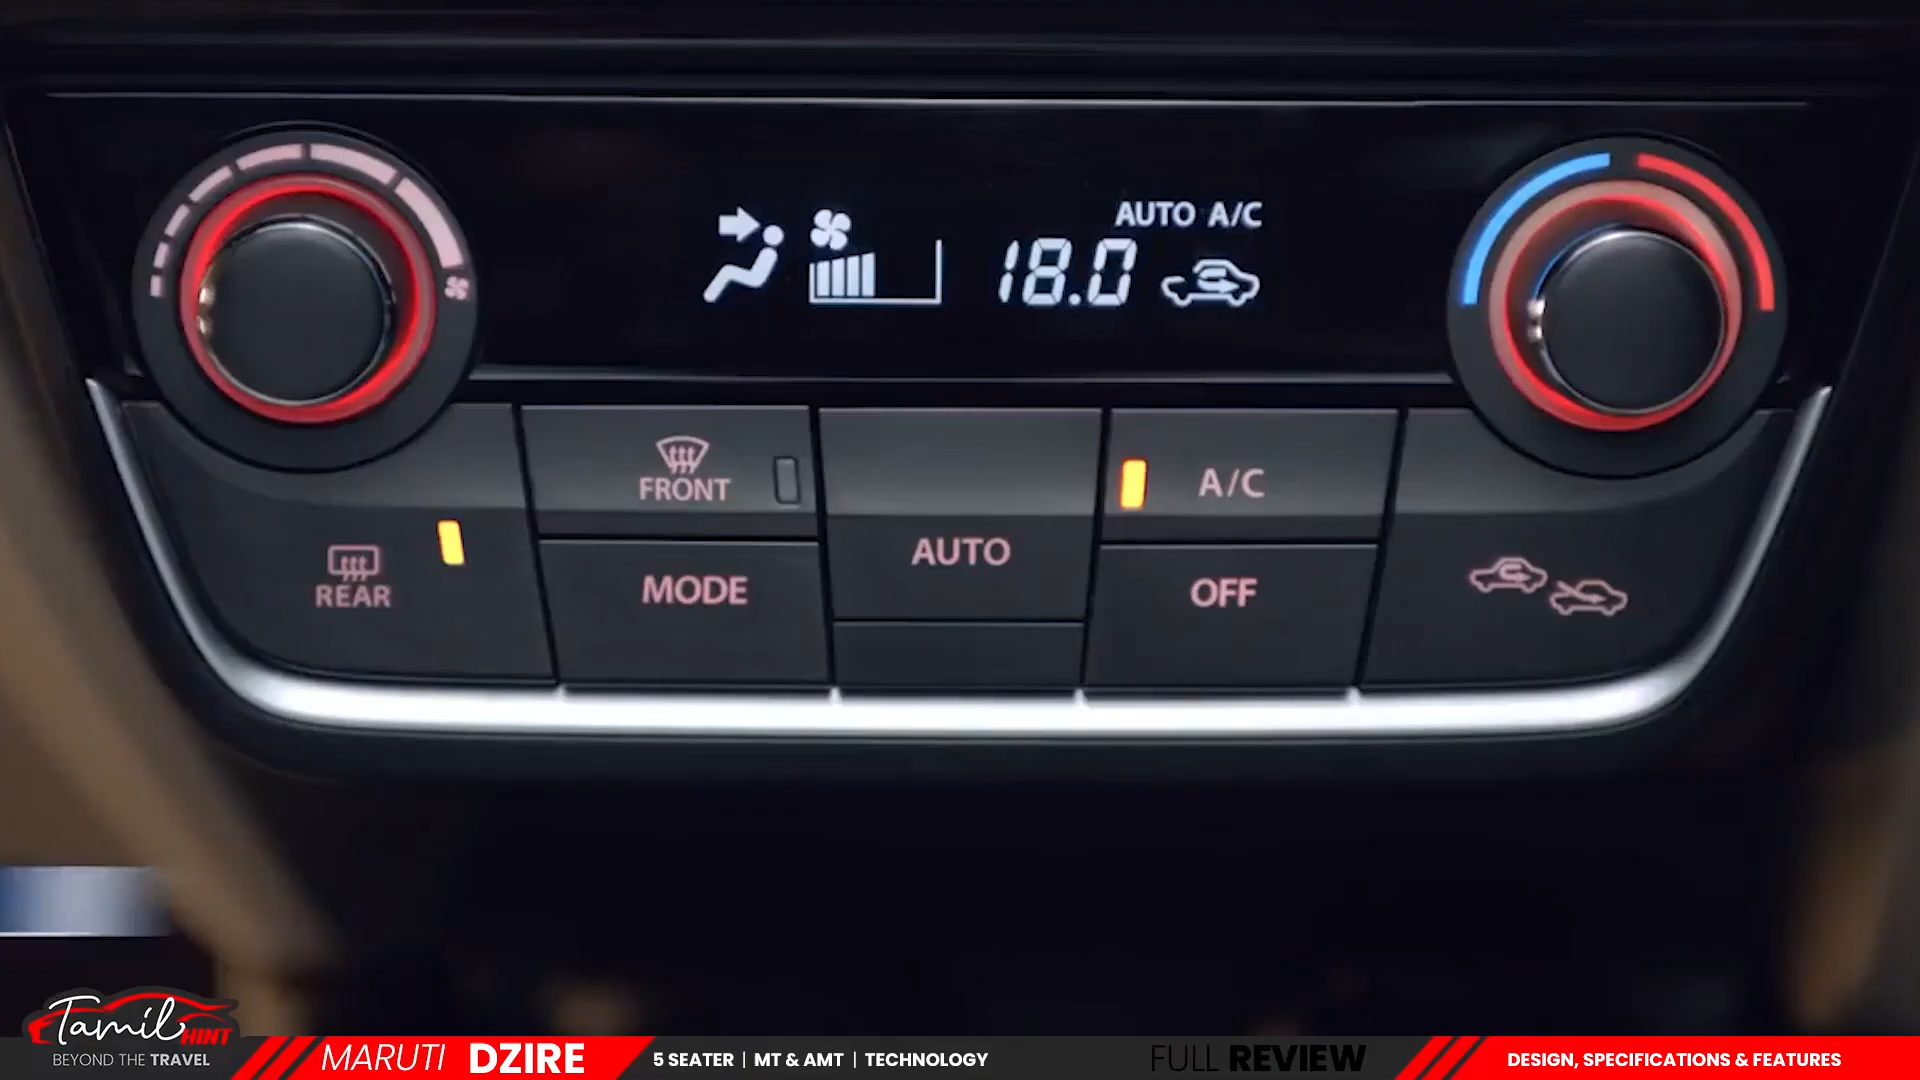 AUTO A/C
18.0
FRONT
A/C
REAR
AUTO
MODE
OFF
Tamil HINT
BEYOND THE TRAVEL
MARUTI DZIRE
5 SEATER | MT & AMT | TECHNOLOGY
FULL REVIEW
DESIGN, SPECIFICATIONS & FEATURES